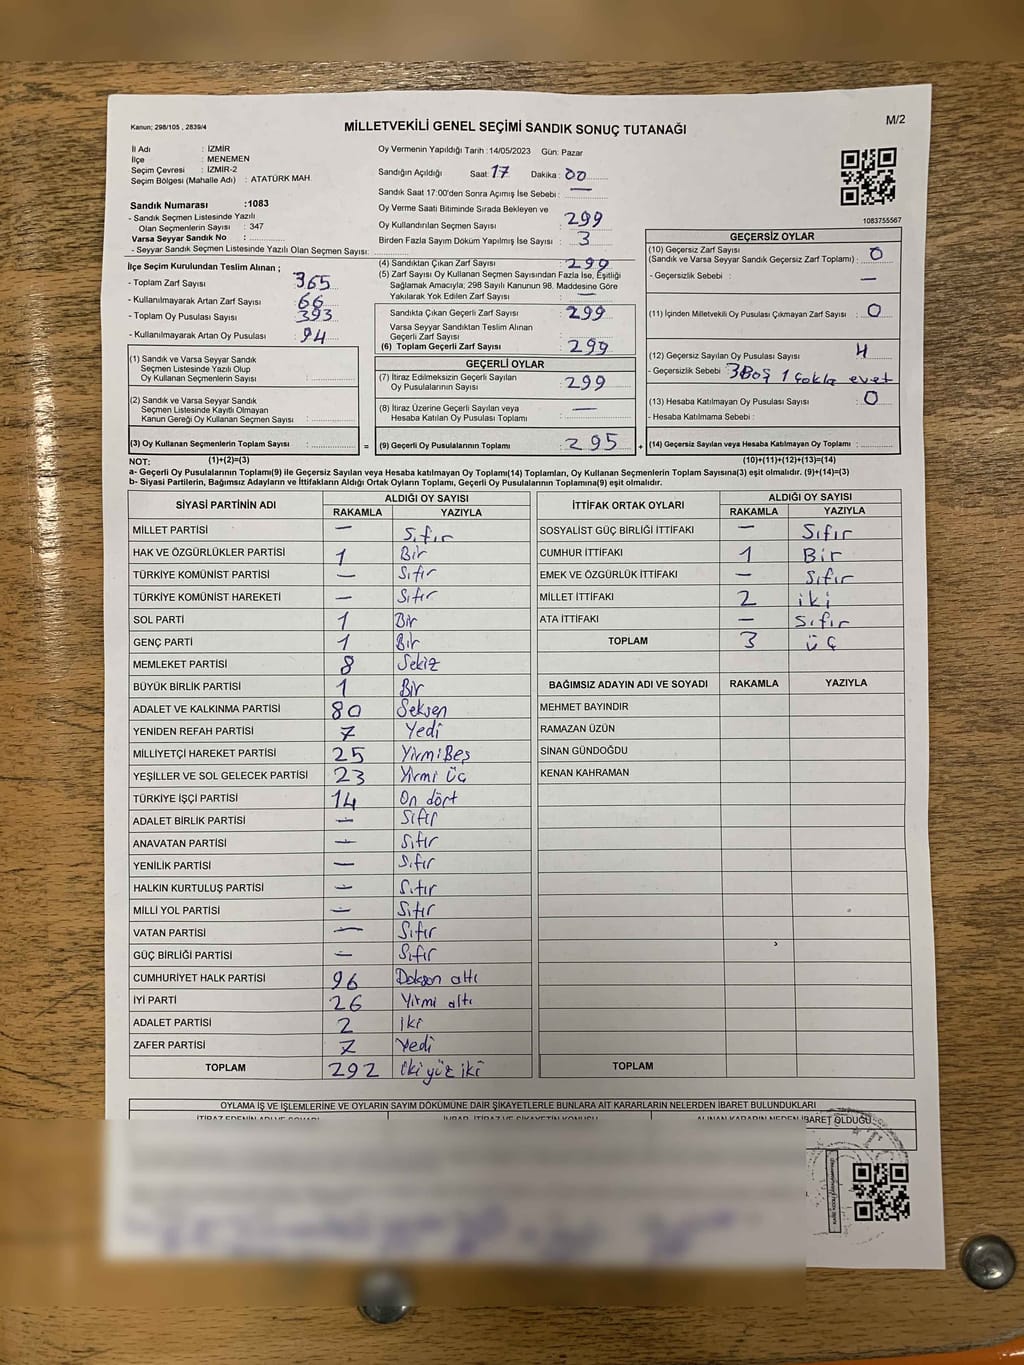 Kanun; 298/105 , 2839/4
MİLLETVEKİLİ GENEL SEÇİMİ SANDIK SONUÇ TUTANAĞI
M/2
İl Adı : İZMİR
İlçe : MENEMEN
Seçim Çevresi : İZMİR-2
Seçim Bölgesi (Mahalle Adı) : ATATÜRK MAH.
Sandık Numarası :1083
- Sandık Seçmen Listesinde Yazılı
Olan Seçmenlerin Sayısı : 347
Varsa Seyyar Sandık No :
- Seyyar Sandık Seçmen Listesinde Yazılı Olan Seçmen Sayısı:
Oy Vermenin Yapıldığı Tarih :14/05/2023 Gün: Pazar
Sandığın Açıldığı Saat: 17 Dakika : 00
Sandık Saat 17:00'den Sonra Açımış İse Sebebi : —
Oy Verme Saati Bitiminde Sırada Bekleyen ve
Oy Kullandırılan Seçmen Sayısı : 299
Birden Fazla Sayım Döküm Yapılmış İse Sayısı : 3
1083755567
İlçe Seçim Kurulundan Teslim Alınan ;
- Toplam Zarf Sayısı : 365
- Kullanılmayarak Artan Zarf Sayısı : 66
- Toplam Oy Pusulası Sayısı : 393
- Kullanılmayarak Artan Oy Pusulası : 94
(1) Sandık ve Varsa Seyyar Sandık
Seçmen Listesinde Yazılı Olup
Oy Kullanan Seçmenlerin Sayısı :
(2) Sandık ve Varsa Seyyar Sandık
Seçmen Listesinde Kayıtlı Olmayan
Kanun Gereği Oy Kullanan Seçmen Sayısı :
(3) Oy Kullanan Seçmenlerin Toplam Sayısı :
(4) Sandıktan Çıkan Zarf Sayısı : 299
(5) Zarf Sayısı Oy Kullanan Seçmen Sayısından Fazla İse, Eşitliği
Sağlamak Amacıyla; 298 Sayılı Kanunun 98. Maddesine Göre
Yakılarak Yok Edilen Zarf Sayısı : —
Sandıkta Çıkan Geçerli Zarf Sayısı : 299
Varsa Seyyar Sandıktan Teslim Alınan
Geçerli Zarf Sayısı :
(6) Toplam Geçerli Zarf Sayısı : 299
GEÇERLİ OYLAR
(7) İtiraz Edilmeksizin Geçerli Sayılan
Oy Pusulalarının Sayısı : 299
(8) İtiraz Üzerine Geçerli Sayılan veya
Hesaba Katılan Oy Pusulası Toplamı : —
= (9) Geçerli Oy Pusulalarının Toplamı : 295 +
GEÇERSİZ OYLAR
(10) Geçersiz Zarf Sayısı
(Sandık ve Varsa Seyyar Sandık Geçersiz Zarf Toplamı) : 0
- Geçersizlik Sebebi : —
(11) İçinden Milletvekili Oy Pusulası Çıkmayan Zarf Sayısı : 0
(12) Geçersiz Sayılan Oy Pusulası Sayısı : 4
- Geçersizlik Sebebi : 3 Boş 1 çokla evet
(13) Hesaba Katılmayan Oy Pusulası Sayısı : 0
- Hesaba Katılmama Sebebi :
(14) Geçersiz Sayılan veya Hesaba Katılmayan Oy Toplamı :
NOT: (1)+(2)=(3) (10)+(11)+(12)+(13)=(14)
a- Geçerli Oy Pusulalarının Toplamı(9) ile Geçersiz Sayılan veya Hesaba katılmayan Oy Toplamı(14) Toplamları, Oy Kullanan Seçmenlerin Toplam Sayısına(3) eşit olmalıdır. (9)+(14)=(3)
b- Siyasi Partilerin, Bağımsız Adayların ve İttifakların Aldığı Ortak Oyların Toplamı, Geçerli Oy Pusulalarının Toplamına(9) eşit olmalıdır.
SİYASİ PARTİNİN ADI ALDIĞI OY SAYISI
RAKAMLA YAZIYLA
MİLLET PARTİSİ — Sıfır
HAK VE ÖZGÜRLÜKLER PARTİSİ 1 Bir
TÜRKİYE KOMÜNİST PARTİSİ — Sıfır
TÜRKİYE KOMÜNİST HAREKETİ — Sıfır
SOL PARTİ 1 Bir
GENÇ PARTİ 1 Bir
MEMLEKET PARTİSİ 8 Sekiz
BÜYÜK BİRLİK PARTİSİ 1 Bir
ADALET VE KALKINMA PARTİSİ 80 Seksen
YENİDEN REFAH PARTİSİ 7 Yedi
MİLLİYETÇİ HAREKET PARTİSİ 25 Yirmi Beş
YEŞİLLER VE SOL GELECEK PARTİSİ 23 Yirmi üç
TÜRKİYE İŞÇİ PARTİSİ 14 On dört
ADALET BİRLİK PARTİSİ — Sıfır
ANAVATAN PARTİSİ — Sıfır
YENİLİK PARTİSİ — Sıfır
HALKIN KURTULUŞ PARTİSİ — Sıfır
MİLLİ YOL PARTİSİ — Sıfır
VATAN PARTİSİ — Sıfır
GÜÇ BİRLİĞİ PARTİSİ — Sıfır
CUMHURİYET HALK PARTİSİ 96 Doksan altı
İYİ PARTİ 26 Yirmi altı
ADALET PARTİSİ 2 iki
ZAFER PARTİSİ 7 Yedi
TOPLAM 292 iki yüz iki
İTTİFAK ORTAK OYLARI ALDIĞI OY SAYISI
RAKAMLA YAZIYLA
SOSYALİST GÜÇ BİRLİĞİ İTTİFAKI — Sıfır
CUMHUR İTTİFAKI 1 Bir
EMEK VE ÖZGÜRLÜK İTTİFAKI — Sıfır
MİLLET İTTİFAKI 2 iki
ATA İTTİFAKI — Sıfır
TOPLAM 3 üç
BAĞIMSIZ ADAYIN ADI VE SOYADI RAKAMLA YAZIYLA
MEHMET BAYINDIR
RAMAZAN ÜZÜN
SİNAN GÜNDOĞDU
KENAN KAHRAMAN
TOPLAM
OYLAMA İŞ VE İŞLEMLERİNE VE OYLARIN SAYIM DÖKÜMÜNE DAİR ŞİKAYETLERLE BUNLARA AİT KARARLARIN NELERDEN İBARET BULUNDUKLARI